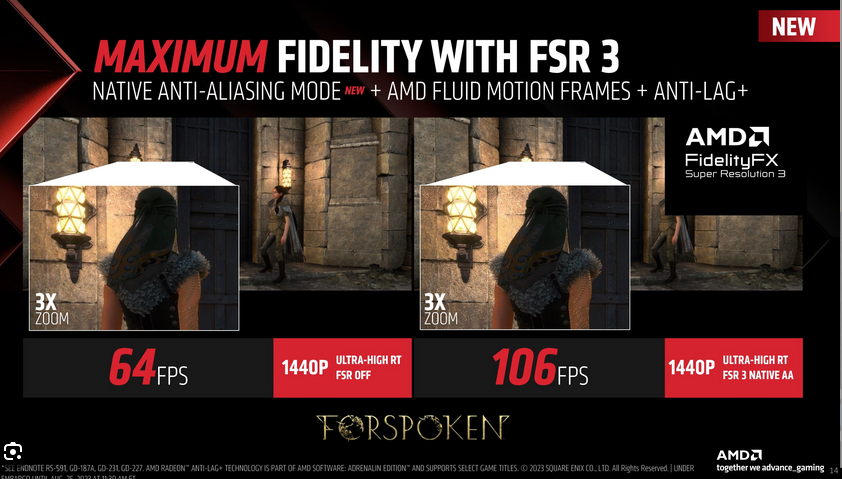 NEW
MAXIMUM FIDELITY WITH FSR 3
NATIVE ANTI-ALIASING MODE NEW + AMD FLUID MOTION FRAMES + ANTI-LAG+
AMD
FidelityFX
Super Resolution 3
3X
ZOOM
3X
ZOOM
64 FPS
1440P
ULTRA-HIGH RT
FSR OFF
106 FPS
1440P
ULTRA-HIGH RT
FSR 3 NATIVE AA
FORSPOKEN
*SEE ENDNOTE RS-591, GD-187A, GD-231, GD-227. AMD RADEON™ ANTI-LAG+ TECHNOLOGY IS PART OF AMD SOFTWARE: ADRENALIN EDITION™ AND SUPPORTS SELECT GAME TITLES. © 2023 SQUARE ENIX CO., LTD. All Rights Reserved. | UNDER
EMBARGO UNTIL AUG. 25, 2023 AT 11:30 AM ET
AMD
together we advance_gaming
14